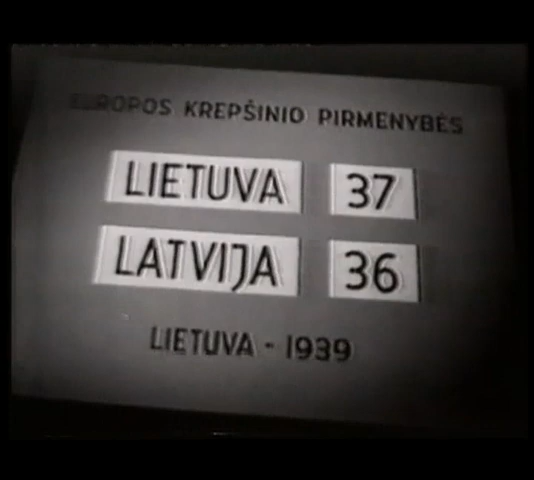 EUROPOS KREPŠINIO PIRMENYBĖS
LIETUVA 37
LATVIJA 36
LIETUVA - 1939